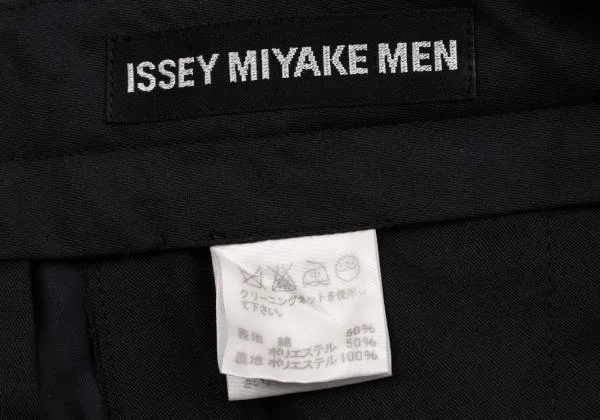 ISSEY MIYAKE MEN
クリーニングネットを使用し
て下さい。
表地 綿 50%
ポリエステル 50%
裏地 ポリエステル 100%